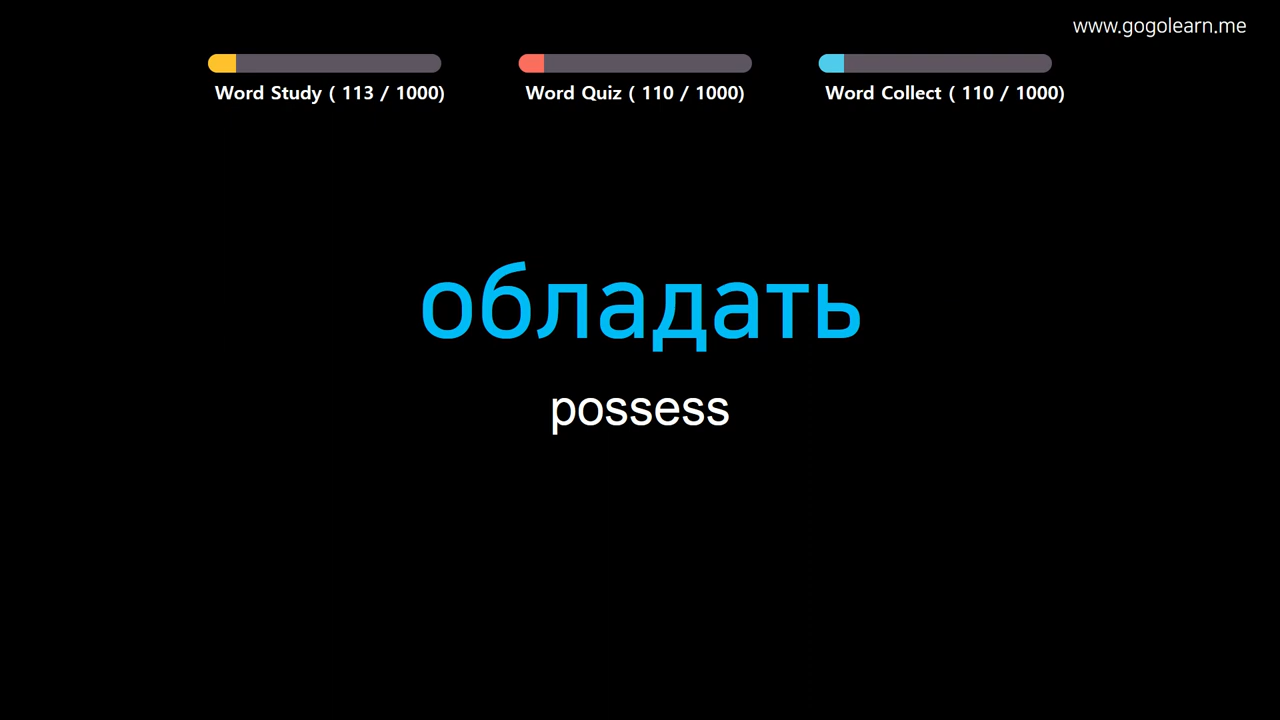 www.gogolearn.me
Word Study ( 113 / 1000)
Word Quiz ( 110 / 1000)
Word Collect ( 110 / 1000)
обладать
possess